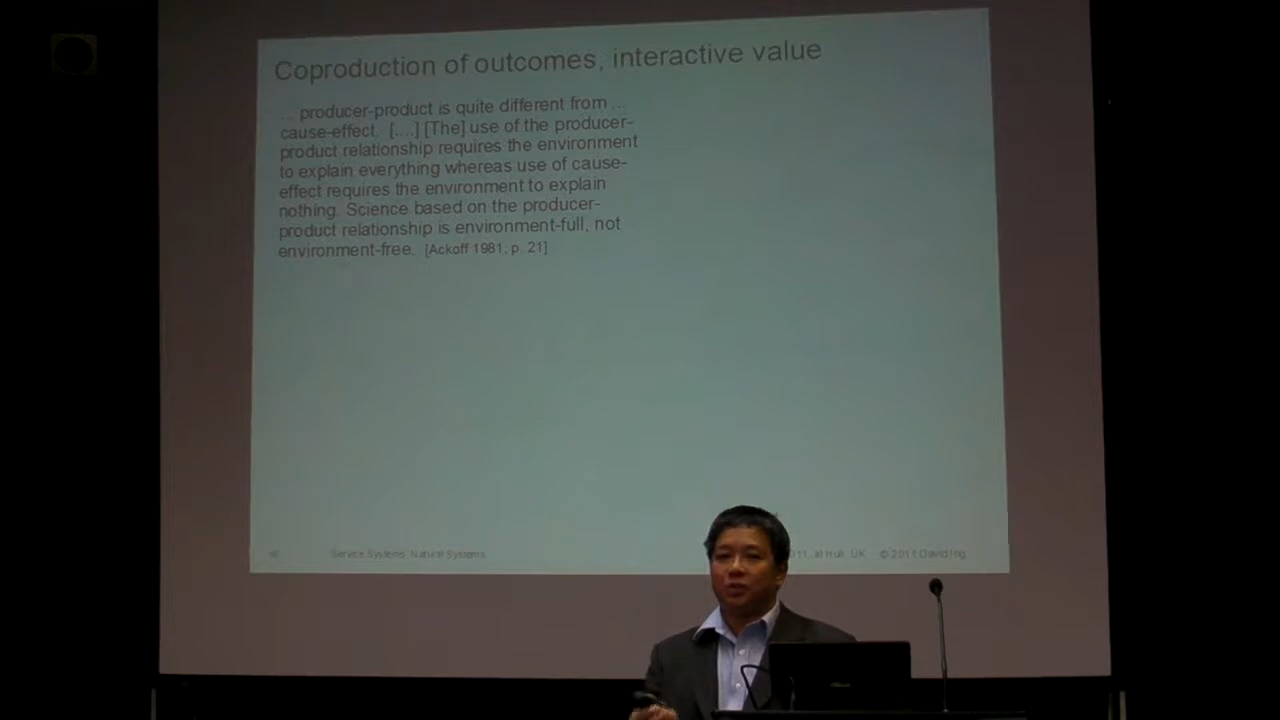 Coproduction of outcomes, interactive value
... producer-product is quite different from ...
cause-effect. [....] [The] use of the producer-
product relationship requires the environment
to explain everything whereas use of cause-
effect requires the environment to explain
nothing. Science based on the producer-
product relationship is environment-full, not
environment-free. [Ackoff 1981, p. 21]
Service Systems, Natural Systems
at Hull, UK © 2011 David Ing